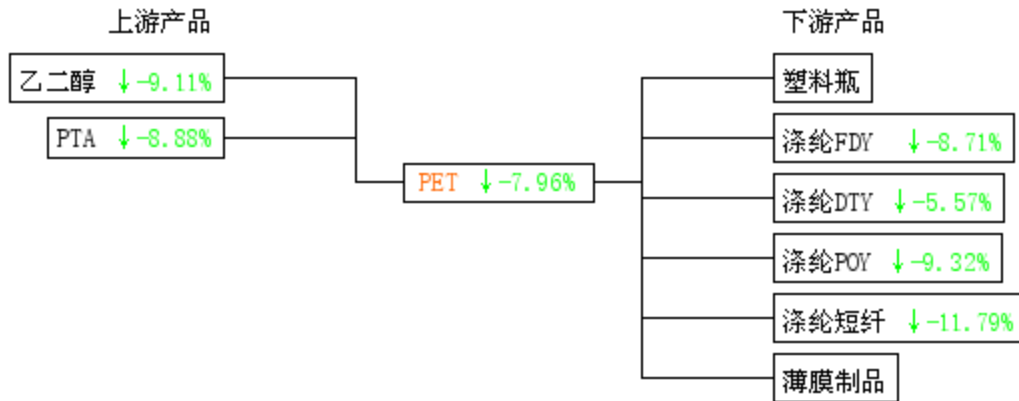 上游产品
下游产品
乙二醇 ↓-9.11%
PTA ↓-8.88%
PET ↓-7.96%
塑料瓶
涤纶FDY ↓-8.71%
涤纶DTY ↓-5.57%
涤纶POY ↓-9.32%
涤纶短纤 ↓-11.79%
薄膜制品